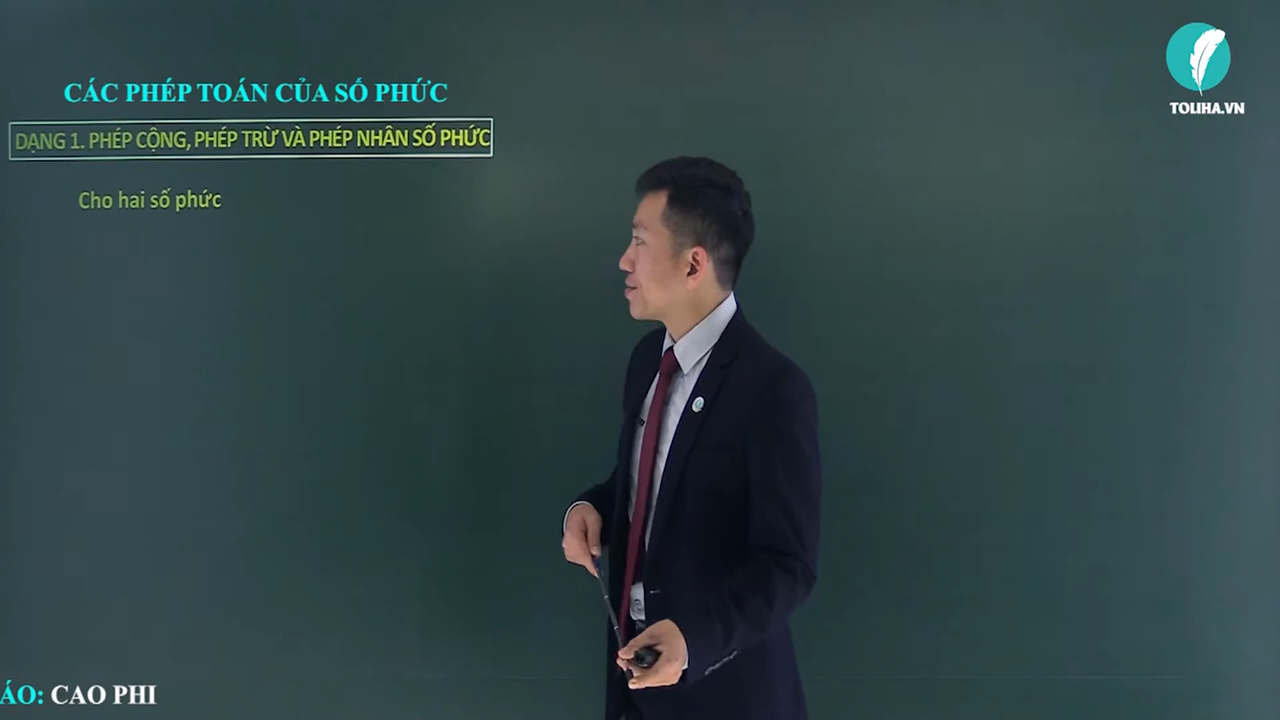 TOLIHA.VN
CÁC PHÉP TOÁN CỦA SỐ PHỨC
DẠNG 1. PHÉP CỘNG, PHÉP TRỪ VÀ PHÉP NHÂN SỐ PHỨC
Cho hai số phức
ÁO: CAO PHI